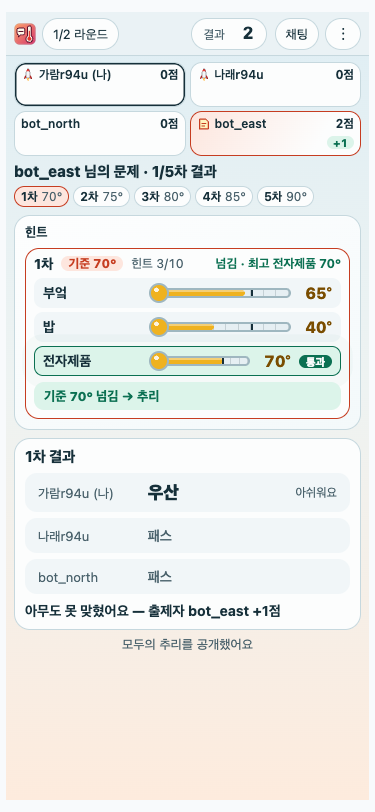 1/2 라운드
결과 2
채팅
가람r94u (나) 0점
나래r94u 0점
bot_north 0점
bot_east 2점
+1
bot_east 님의 문제 · 1/5차 결과
1차 70° 2차 75° 3차 80° 4차 85° 5차 90°
힌트
1차 기준 70° 힌트 3/10 넘김 · 최고 전자제품 70°
부엌 65°
밥 40°
전자제품 70° 통과
기준 70° 넘김 → 추리
1차 결과
가람r94u (나) 우산 아쉬워요
나래r94u 패스
bot_north 패스
아무도 못 맞혔어요 — 출제자 bot_east +1점
모두의 추리를 공개했어요